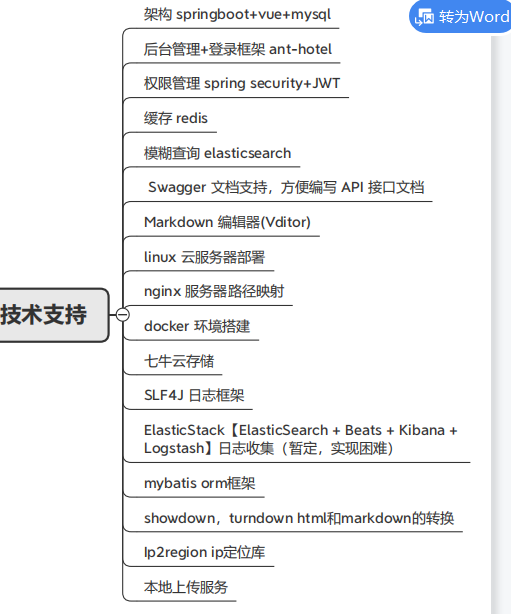 架构 springboot+vue+mysql
转为Word
后台管理+登录框架 ant-hotel
权限管理 spring security+JWT
缓存 redis
模糊查询 elasticsearch
Swagger 文档支持，方便编写 API 接口文档
Markdown 编辑器(Vditor)
linux 云服务器部署
nginx 服务器路径映射
技术支持
docker 环境搭建
七牛云存储
SLF4J 日志框架
ElasticStack【ElasticSearch + Beats + Kibana +
Logstash】日志收集（暂定，实现困难）
mybatis orm框架
showdown，turndown html和markdown的转换
Ip2region ip定位库
本地上传服务